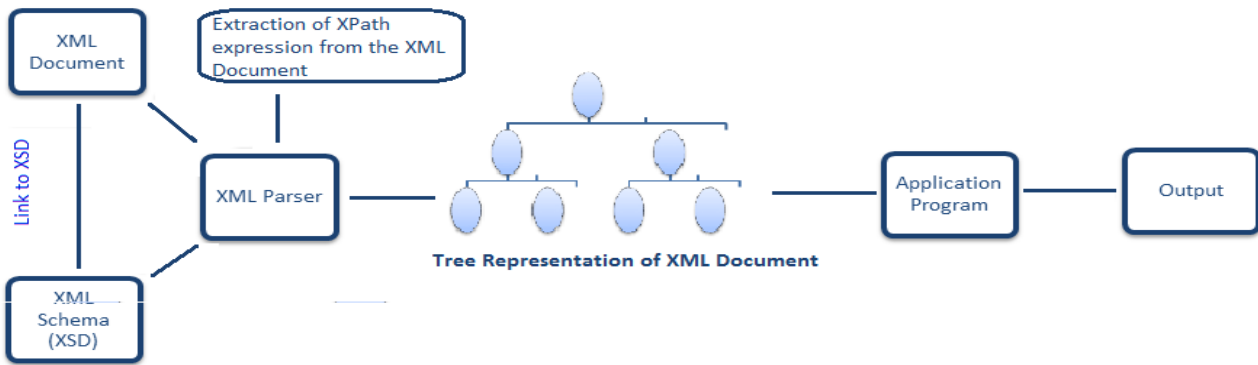 XML
Document
Extraction of XPath
expression from the XML
Document
Link to XSD
XML Parser
Application
Program
Output
Tree Representation of XML Document
XML
Schema
(XSD)